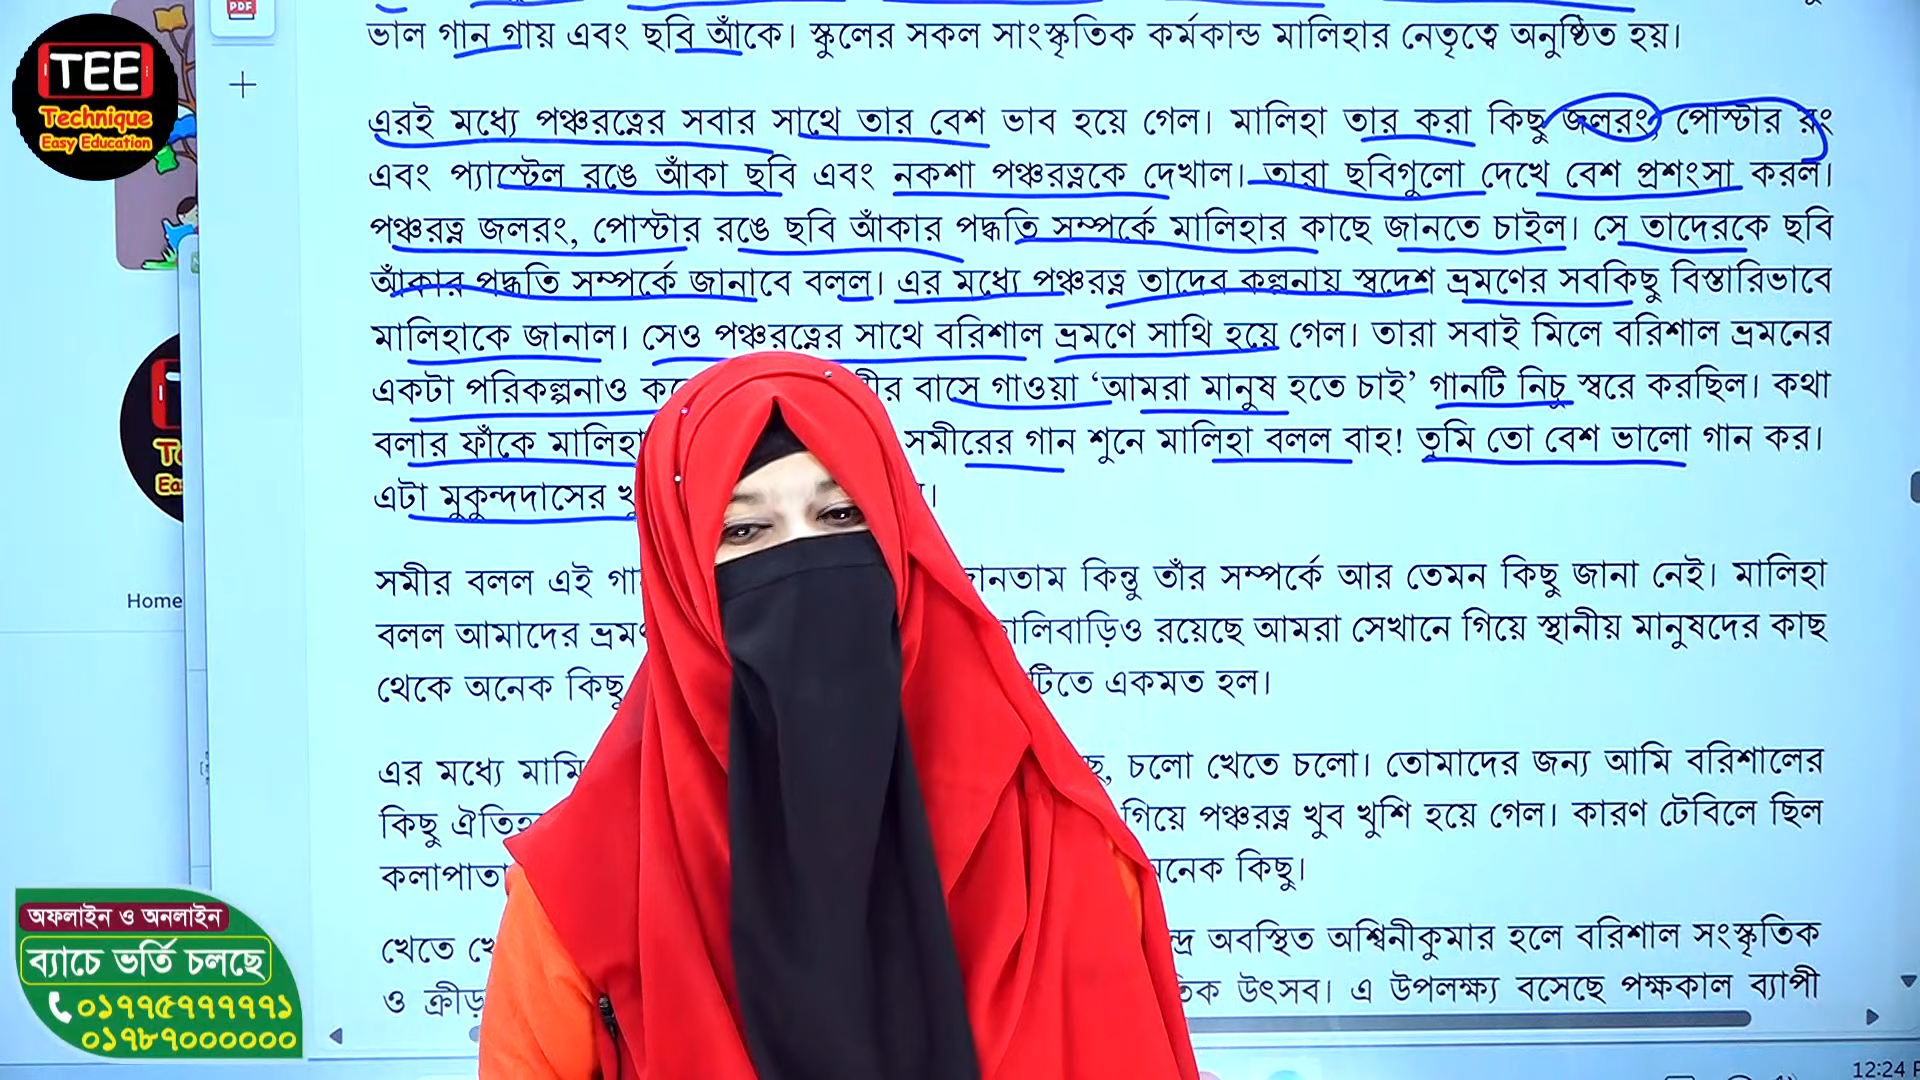 PDF
TEE
Technique
Easy Education
ভাল গান গায় এবং ছবি আঁকে। স্কুলের সকল সাংস্কৃতিক কর্মকান্ড মালিহার নেতৃত্বে অনুষ্ঠিত হয়।
এরই মধ্যে পঞ্চরত্নের সবার সাথে তার বেশ ভাব হয়ে গেল। মালিহা তার করা কিছু জলরং, পোস্টার রং
এবং প্যাস্টেল রঙে আঁকা ছবি এবং নকশা পঞ্চরত্নকে দেখাল। তারা ছবিগুলো দেখে বেশ প্রশংসা করল।
পঞ্চরত্ন জলরং, পোস্টার রঙে ছবি আঁকার পদ্ধতি সম্পর্কে মালিহার কাছে জানতে চাইল। সে তাদেরকে ছবি
আঁকার পদ্ধতি সম্পর্কে জানাবে বলল। এর মধ্যে পঞ্চরত্ন তাদের কল্পনায় স্বদেশ ভ্রমণের সবকিছু বিস্তারিভাবে
মালিহাকে জানাল। সেও পঞ্চরত্নের সাথে বরিশাল ভ্রমণে সাথি হয়ে গেল। তারা সবাই মিলে বরিশাল ভ্রমনের
একটা পরিকল্পনাও বাসে গাওয়া ‘আমরা মানুষ হতে চাই’ গানটি নিচু স্বরে করছিল। কথা
বলার ফাঁকে সমীরের গান শুনে মালিহা বলল বাহ! তুমি তো বেশ ভালো গান কর।
এটা মুকুন্দদাসের
সমীর বলল এই কিন্তু তাঁর সম্পর্কে আর তেমন কিছু জানা নেই। মালিহা
বলল আমাদের রয়েছে আমরা সেখানে গিয়ে স্থানীয় মানুষদের কাছ
থেকে অনেক কিছু একমত হল।
এর মধ্যে চলো খেতে চলো। তোমাদের জন্য আমি বরিশালের
কিছু গিয়ে পঞ্চরত্ন খুব খুশি হয়ে গেল। কারণ টেবিলে ছিল
কিছু।
খেতে অবস্থিত অশ্বিনীকুমার হলে বরিশাল সংস্কৃতিক
ও উৎসব। এ উপলক্ষ্য বসেছে পক্ষকাল ব্যাপী
Home
অফলাইন ও অনলাইন
ব্যাচে ভর্তি চলছে
০১৭৭৫৭৭৭৭৭১
০১৭৮৭০০০০০০
12:24